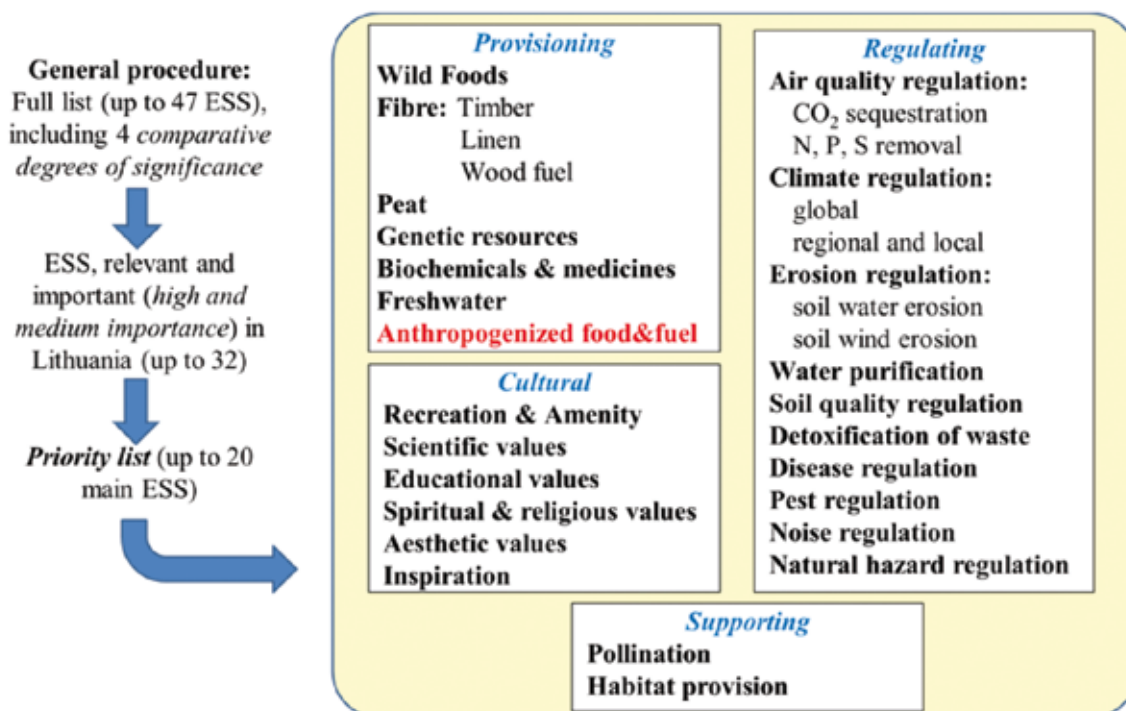 General procedure:
Full list (up to 47 ESS),
including 4 comparative
degrees of significance
ESS, relevant and
important (high and
medium importance) in
Lithuania (up to 32)
Priority list (up to 20
main ESS)
Provisioning
Wild Foods
Fibre: Timber
Linen
Wood fuel
Peat
Genetic resources
Biochemicals & medicines
Freshwater
Anthropogenized food&fuel
Cultural
Recreation & Amenity
Scientific values
Educational values
Spiritual & religious values
Aesthetic values
Inspiration
Regulating
Air quality regulation:
CO₂ sequestration
N, P, S removal
Climate regulation:
global
regional and local
Erosion regulation:
soil water erosion
soil wind erosion
Water purification
Soil quality regulation
Detoxification of waste
Disease regulation
Pest regulation
Noise regulation
Natural hazard regulation
Supporting
Pollination
Habitat provision